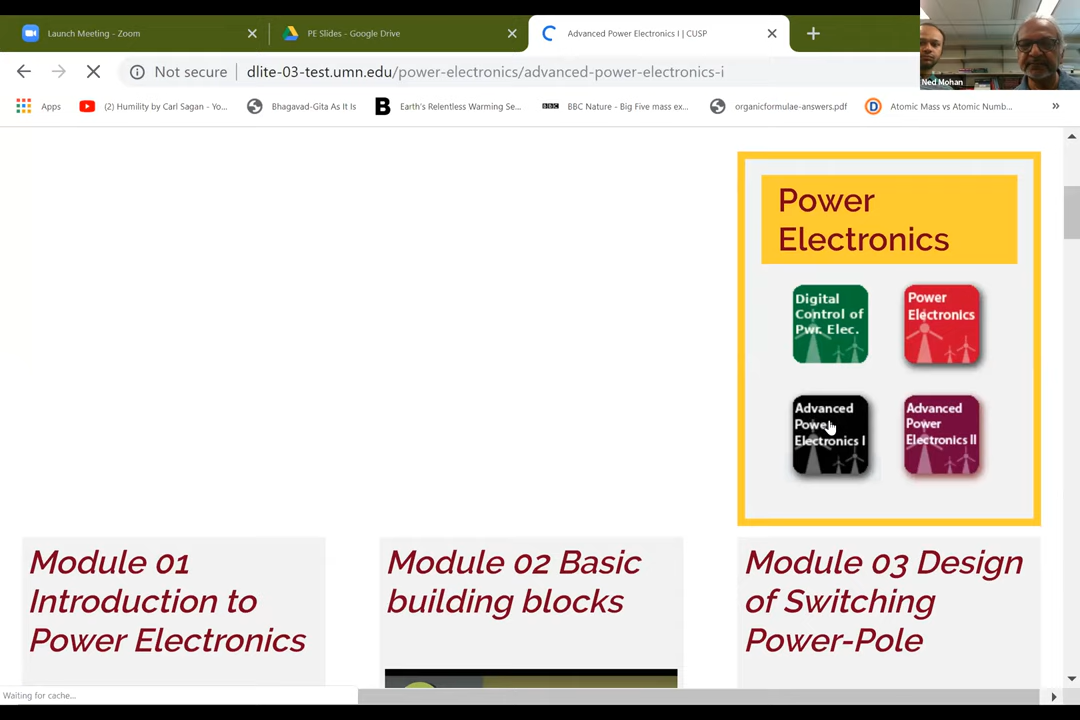 Launch Meeting - Zoom
PE Slides - Google Drive
Advanced Power Electronics I | CUSP
Ned Mohan
Not secure
dlite-03-test.umn.edu/power-electronics/advanced-power-electronics-i
Apps
(2) Humility by Carl Sagan - Yo...
Bhagavad-Gita As It Is
B
Earth's Relentless Warming Se...
BBC
BBC Nature - Big Five mass ex...
organicformulae-answers.pdf
D
Atomic Mass vs Atomic Numb...
»
Power
Electronics
Digital
Control of
Pwr. Elec.
Power
Electronics
Advanced
Power
Electronics I
Advanced
Power
Electronics II
Module 01
Introduction to
Power Electronics
Module 02 Basic
building blocks
Module 03 Design
of Switching
Power-Pole
Waiting for cache...